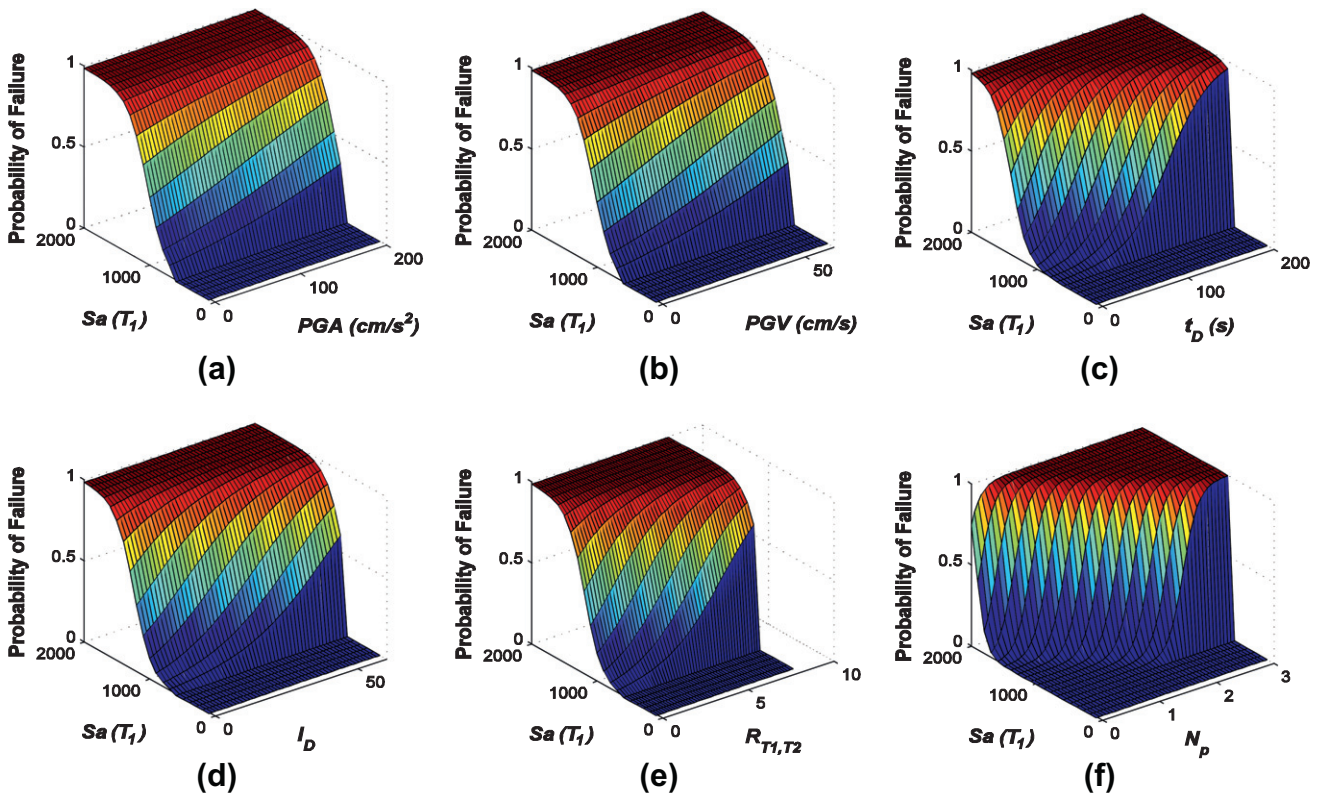 Probability of Failure
1
0.5
0
2000
1000
0
Sa (T1)
0
100
200
PGA (cm/s²)
(a)
Probability of Failure
1
0.5
0
2000
1000
0
Sa (T1)
0
50
PGV (cm/s)
(b)
Probability of Failure
1
0.5
0
2000
1000
0
Sa (T1)
0
100
200
tD (s)
(c)
Probability of Failure
1
0.5
0
2000
1000
0
Sa (T1)
0
50
ID
(d)
Probability of Failure
1
0.5
0
2000
1000
0
Sa (T1)
0
5
10
RT1,T2
(e)
Probability of Failure
1
0.5
0
2000
1000
0
Sa (T1)
0
1
2
3
Np
(f)